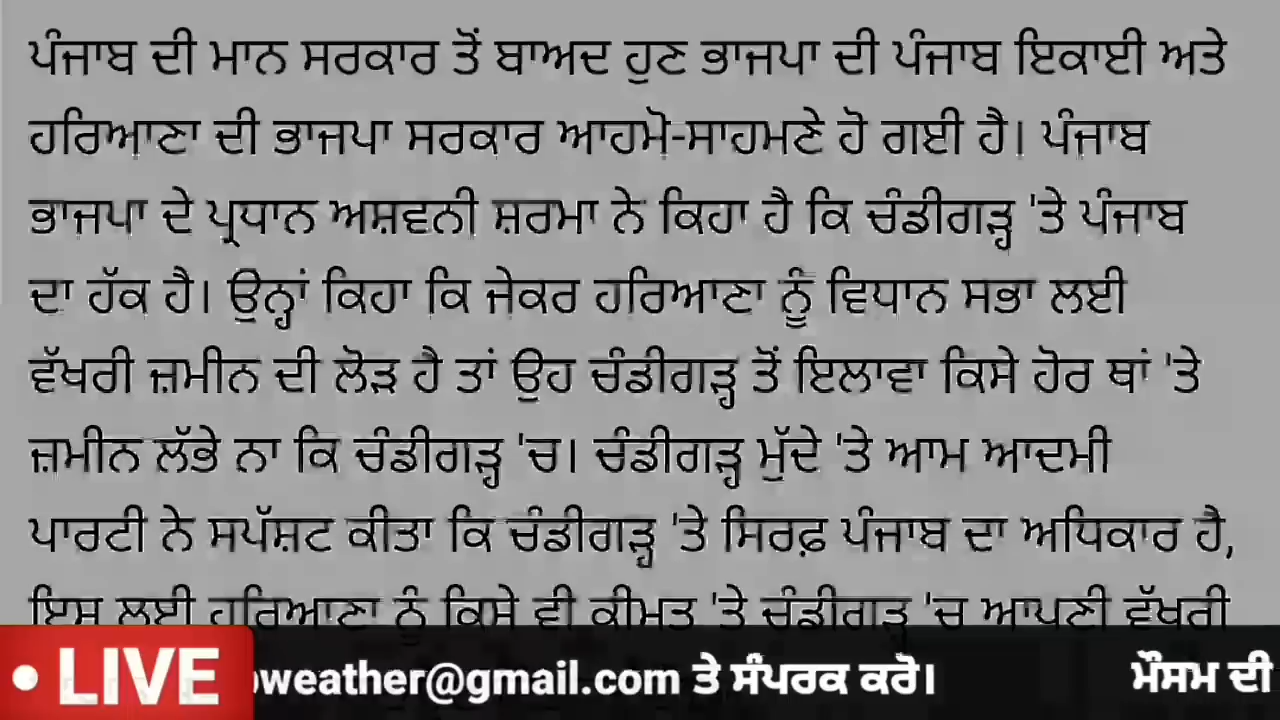 ਪੰਜਾਬ ਦੀ ਮਾਨ ਸਰਕਾਰ ਤੋਂ ਬਾਅਦ ਹੁਣ ਭਾਜਪਾ ਦੀ ਪੰਜਾਬ ਇਕਾਈ ਅਤੇ
ਹਰਿਆਣਾ ਦੀ ਭਾਜਪਾ ਸਰਕਾਰ ਆਹਮੋ-ਸਾਹਮਣੇ ਹੋ ਗਈ ਹੈ। ਪੰਜਾਬ
ਭਾਜਪਾ ਦੇ ਪ੍ਰਧਾਨ ਅਸ਼ਵਨੀ ਸ਼ਰਮਾ ਨੇ ਕਿਹਾ ਹੈ ਕਿ ਚੰਡੀਗੜ੍ਹ 'ਤੇ ਪੰਜਾਬ
ਦਾ ਹੱਕ ਹੈ। ਉਨ੍ਹਾਂ ਕਿਹਾ ਕਿ ਜੇਕਰ ਹਰਿਆਣਾ ਨੂੰ ਵਿਧਾਨ ਸਭਾ ਲਈ
ਵੱਖਰੀ ਜ਼ਮੀਨ ਦੀ ਲੋੜ ਹੈ ਤਾਂ ਉਹ ਚੰਡੀਗੜ੍ਹ ਤੋਂ ਇਲਾਵਾ ਕਿਸੇ ਹੋਰ ਥਾਂ 'ਤੇ
ਜ਼ਮੀਨ ਲੱਭੇ ਨਾ ਕਿ ਚੰਡੀਗੜ੍ਹ 'ਚ। ਚੰਡੀਗੜ੍ਹ ਮੁੱਦੇ 'ਤੇ ਆਮ ਆਦਮੀ
ਪਾਰਟੀ ਨੇ ਸਪੱਸ਼ਟ ਕੀਤਾ ਕਿ ਚੰਡੀਗੜ੍ਹ 'ਤੇ ਸਿਰਫ਼ ਪੰਜਾਬ ਦਾ ਅਧਿਕਾਰ ਹੈ,
ਇਸ ਲਈ ਹਰਿਆਣਾ ਨੂੰ ਕਿਸੇ ਵੀ ਕੀਮਤ 'ਤੇ ਚੰਡੀਗੜ੍ਹ 'ਚ ਆਪਣੀ ਵੱਖਰੀ
LIVE weather@gmail.com ਤੇ ਸੰਪਰਕ ਕਰੋ। ਮੌਸਮ ਦੀ